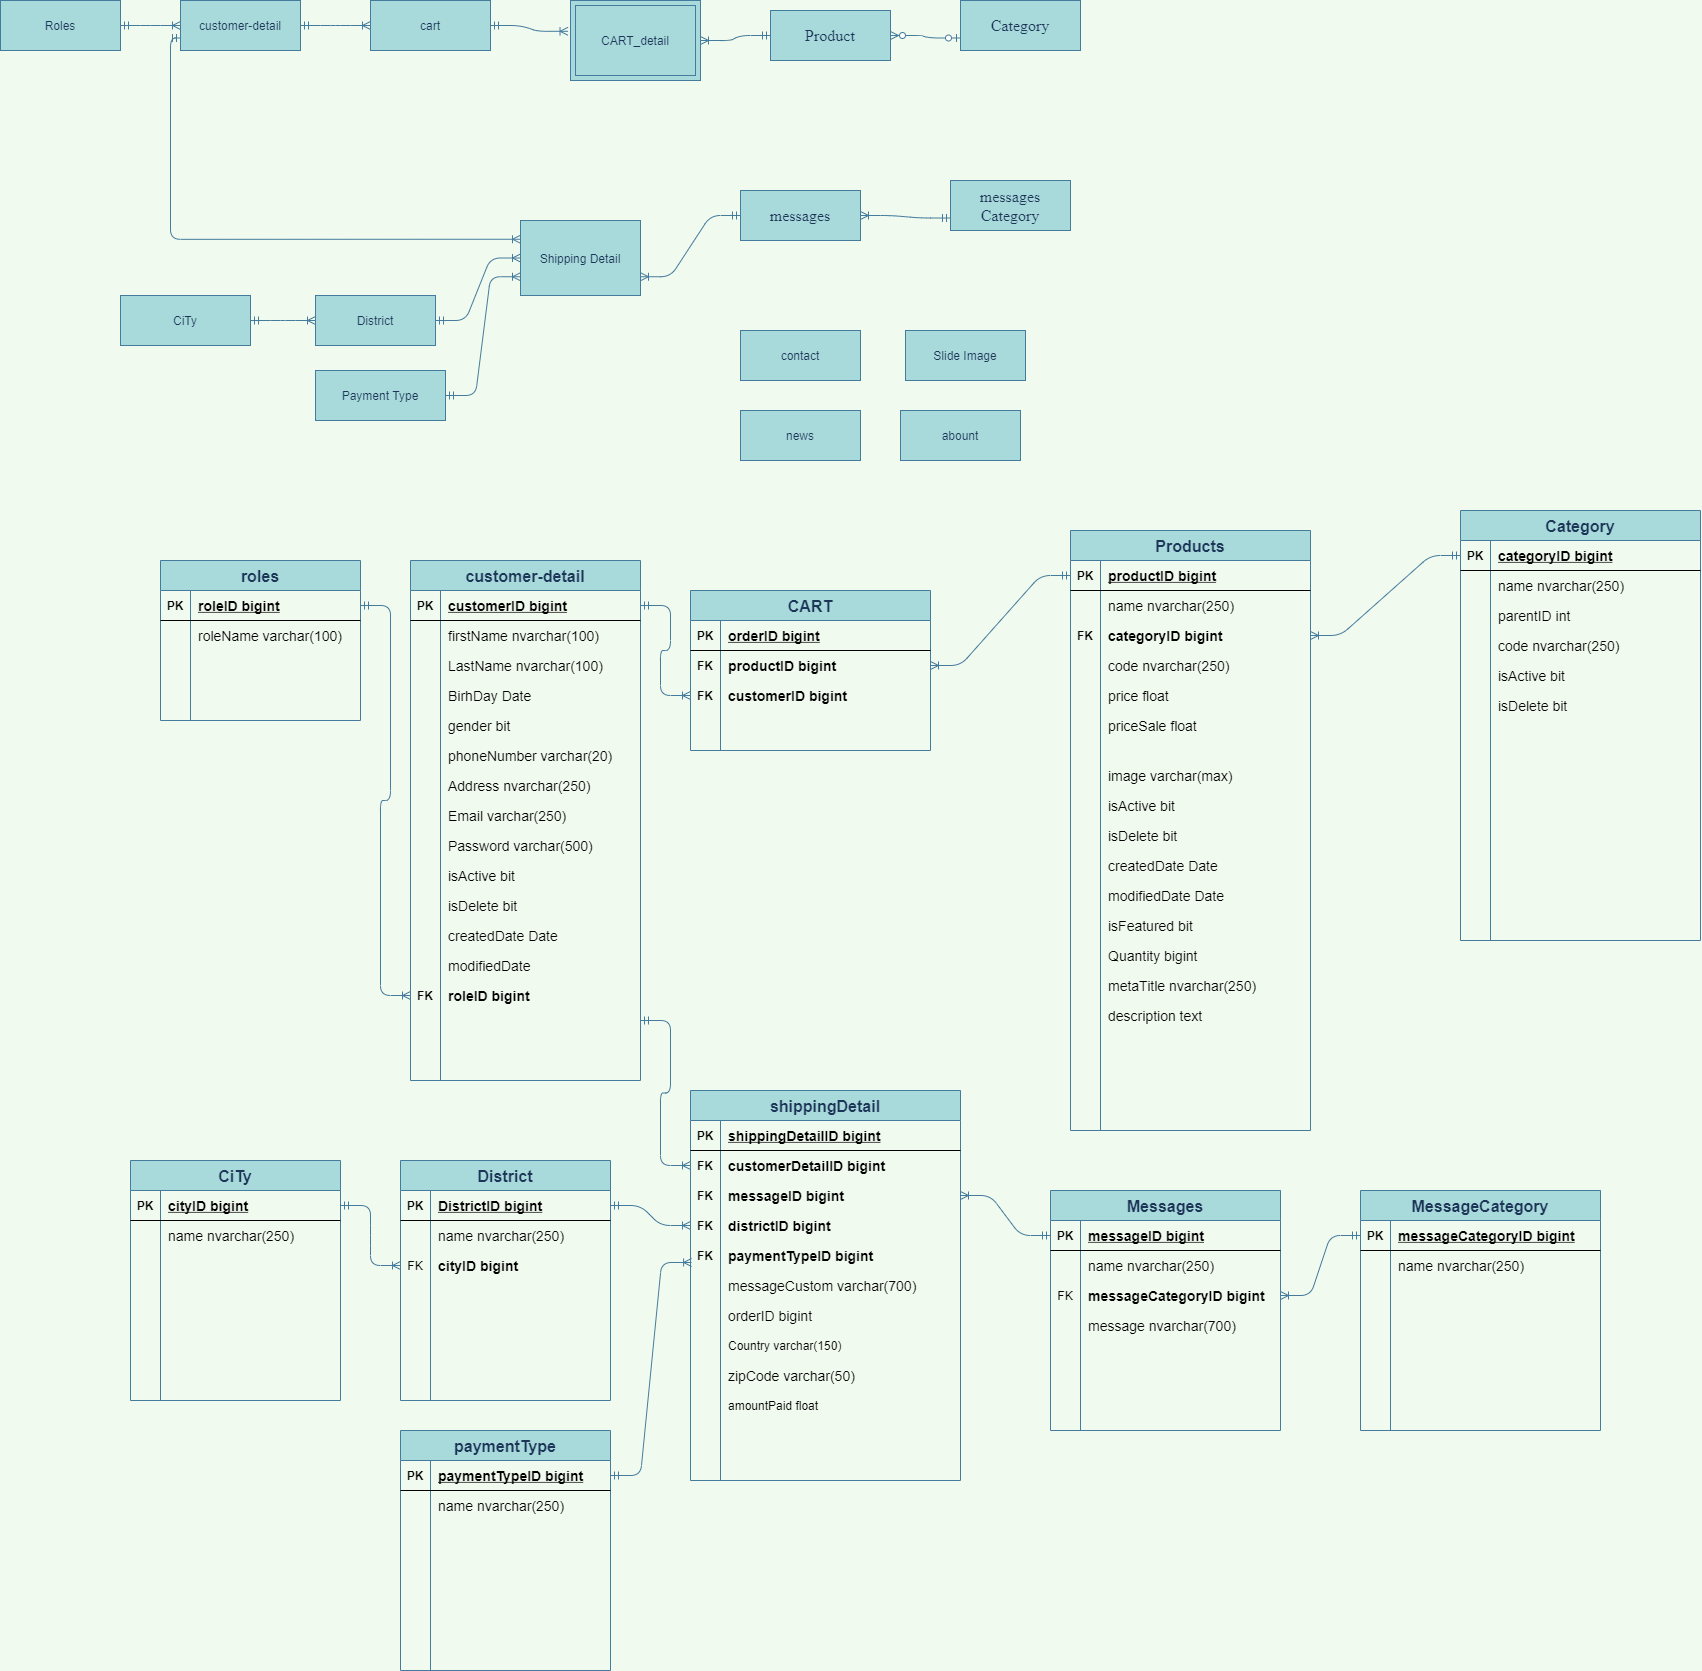 Roles
customer-detail
cart
CART_detail
Product
Category
messages
messages
Category
Shipping Detail
CiTy
District
Payment Type
contact
Slide Image
news
abount
roles
PK roleID bigint
roleName varchar(100)
customer-detail
PK customerID bigint
firstName nvarchar(100)
LastName nvarchar(100)
BirhDay Date
gender bit
phoneNumber varchar(20)
Address nvarchar(250)
Email varchar(250)
Password varchar(500)
isActive bit
isDelete bit
createdDate Date
modifiedDate
FK roleID bigint
CART
PK orderID bigint
FK productID bigint
FK customerID bigint
Products
PK productID bigint
name nvarchar(250)
FK categoryID bigint
code nvarchar(250)
price float
priceSale float
image varchar(max)
isActive bit
isDelete bit
createdDate Date
modifiedDate Date
isFeatured bit
Quantity bigint
metaTitle nvarchar(250)
description text
Category
PK categoryID bigint
name nvarchar(250)
parentID int
code nvarchar(250)
isActive bit
isDelete bit
CiTy
PK cityID bigint
name nvarchar(250)
District
PK DistrictID bigint
name nvarchar(250)
FK cityID bigint
paymentType
PK paymentTypeID bigint
name nvarchar(250)
shippingDetail
PK shippingDetailID bigint
FK customerDetailID bigint
FK messageID bigint
FK districtID bigint
FK paymentTypeID bigint
messageCustom varchar(700)
orderID bigint
Country varchar(150)
zipCode varchar(50)
amountPaid float
Messages
PK messageID bigint
name nvarchar(250)
FK messageCategoryID bigint
message nvarchar(700)
MessageCategory
PK messageCategoryID bigint
name nvarchar(250)